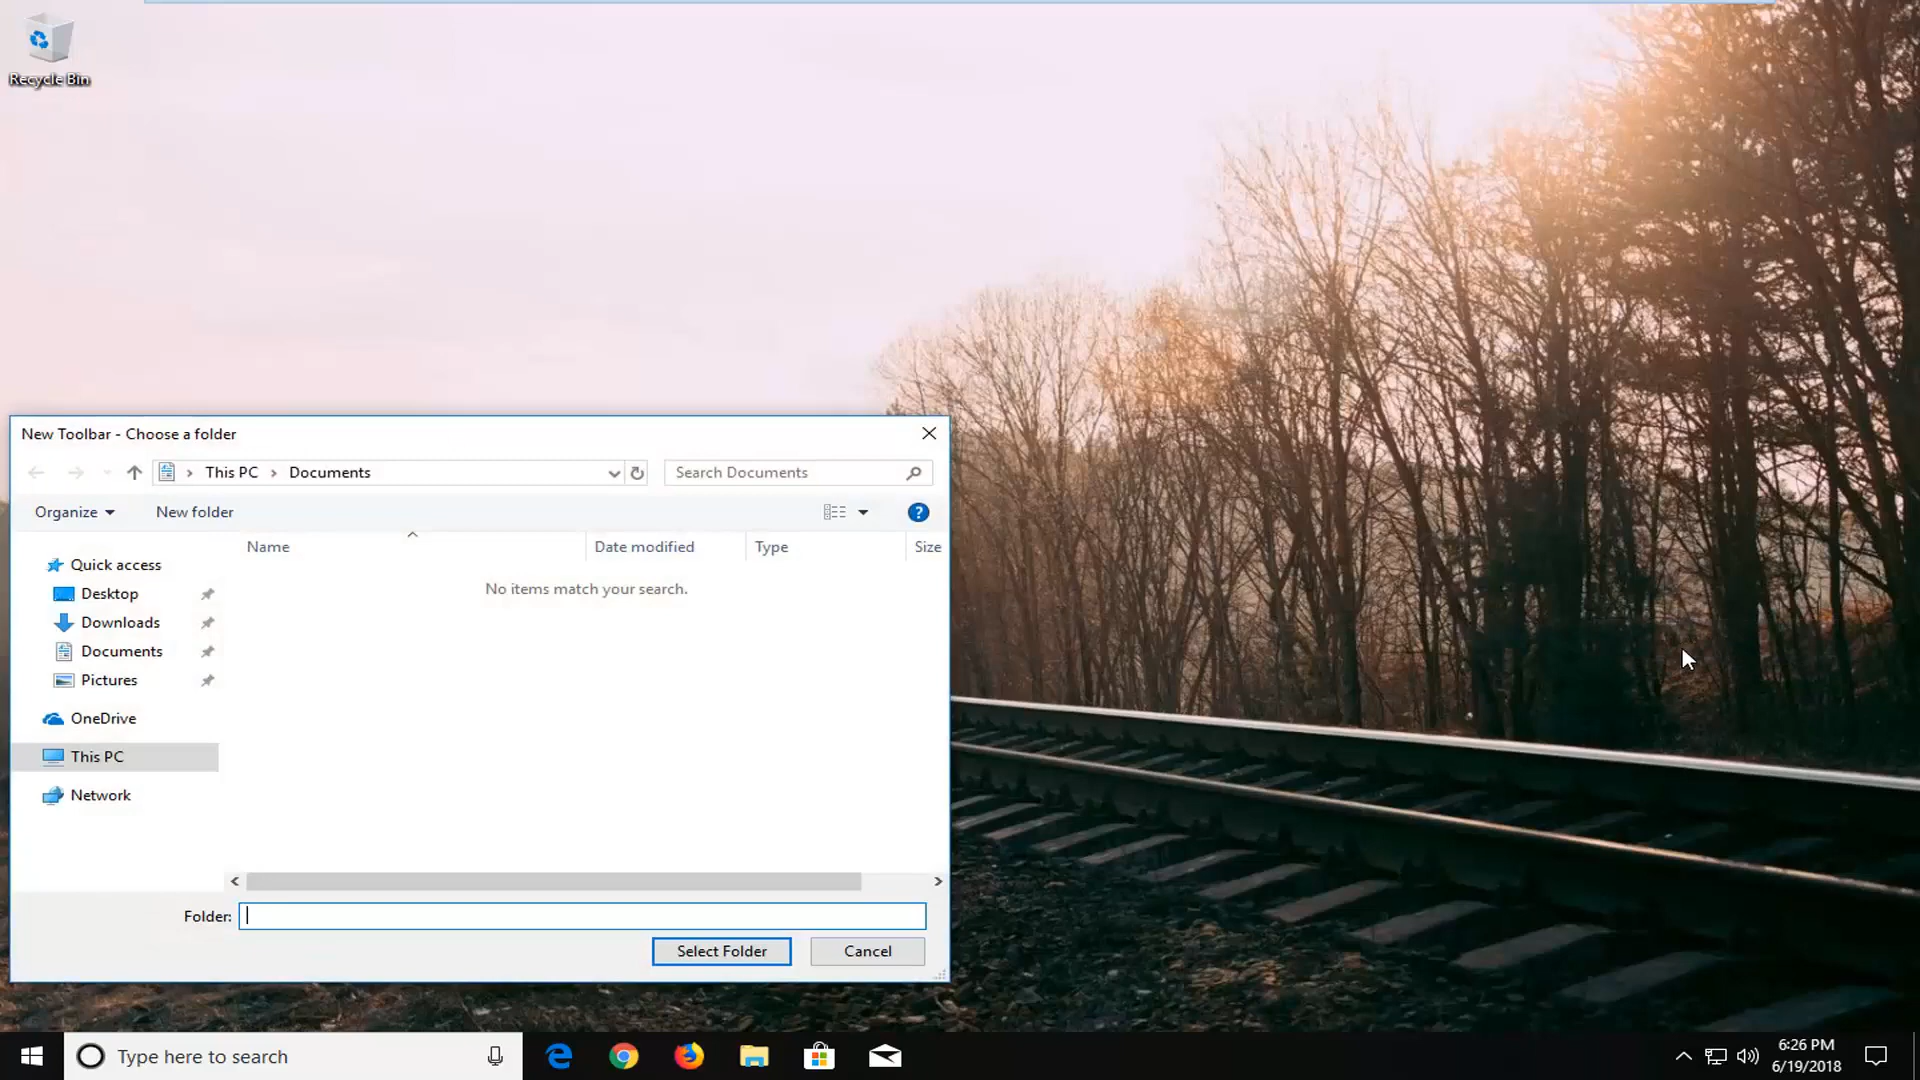 Recycle Bin
New Toolbar - Choose a folder
This PC > Documents
Search Documents
Organize
New folder
?
Name
Date modified
Type
Size
No items match your search.
Quick access
Desktop
Downloads
Documents
Pictures
OneDrive
This PC
Network
Folder:
Select Folder
Cancel
Type here to search
6:26 PM
6/19/2018